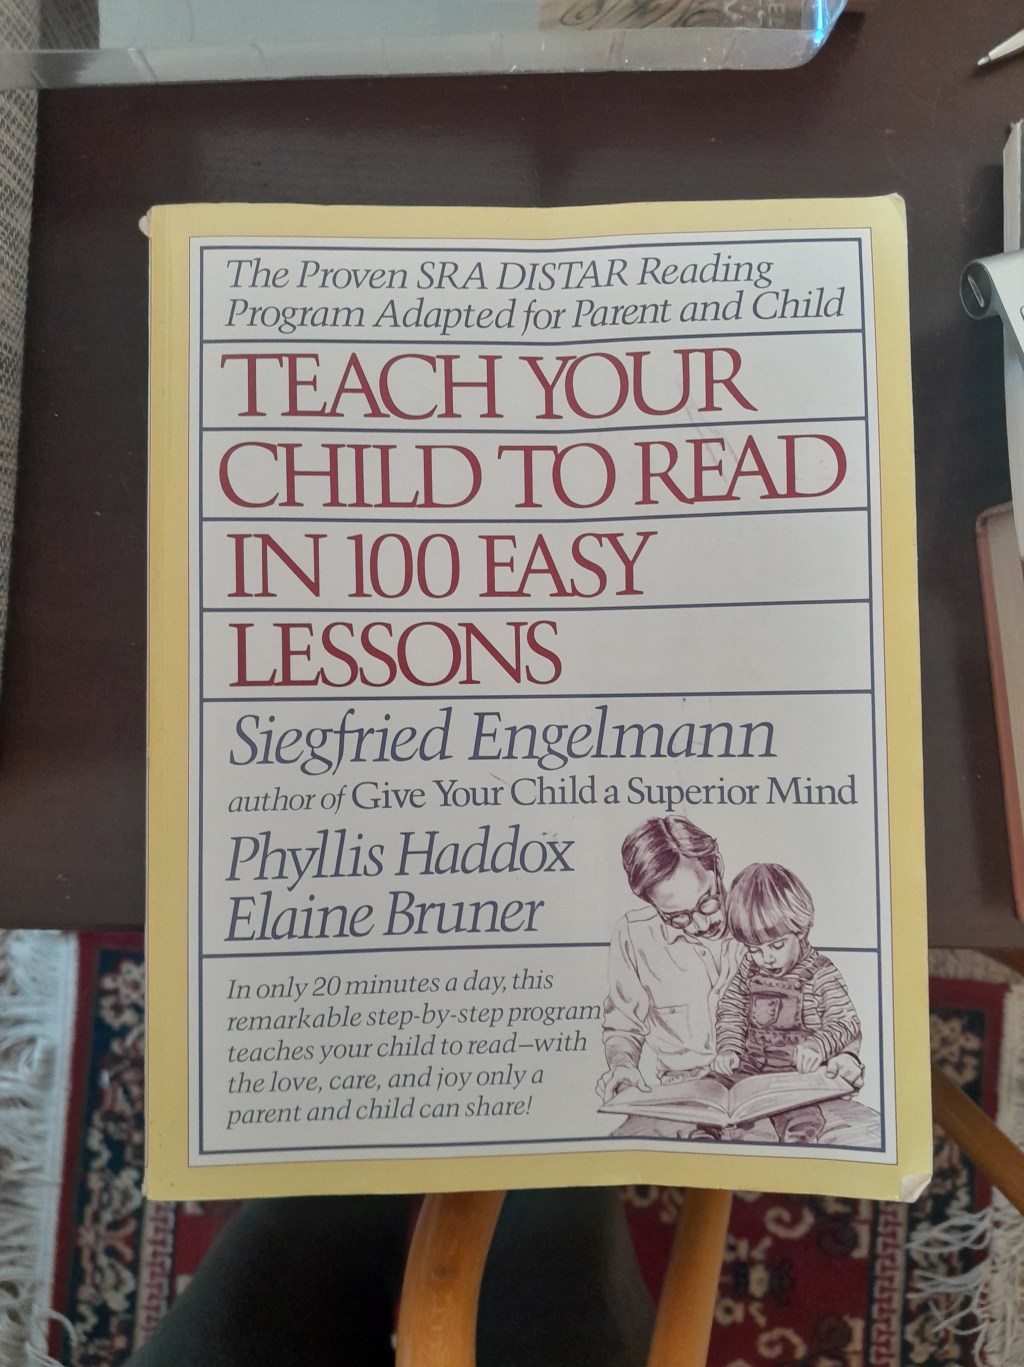 The Proven SRA DISTAR Reading
Program Adapted for Parent and Child
TEACH YOUR
CHILD TO READ
IN 100 EASY
LESSONS
Siegfried Engelmann
author of Give Your Child a Superior Mind
Phyllis Haddox
Elaine Bruner
In only 20 minutes a day, this
remarkable step-by-step program
teaches your child to read—with
the love, care, and joy only a
parent and child can share!